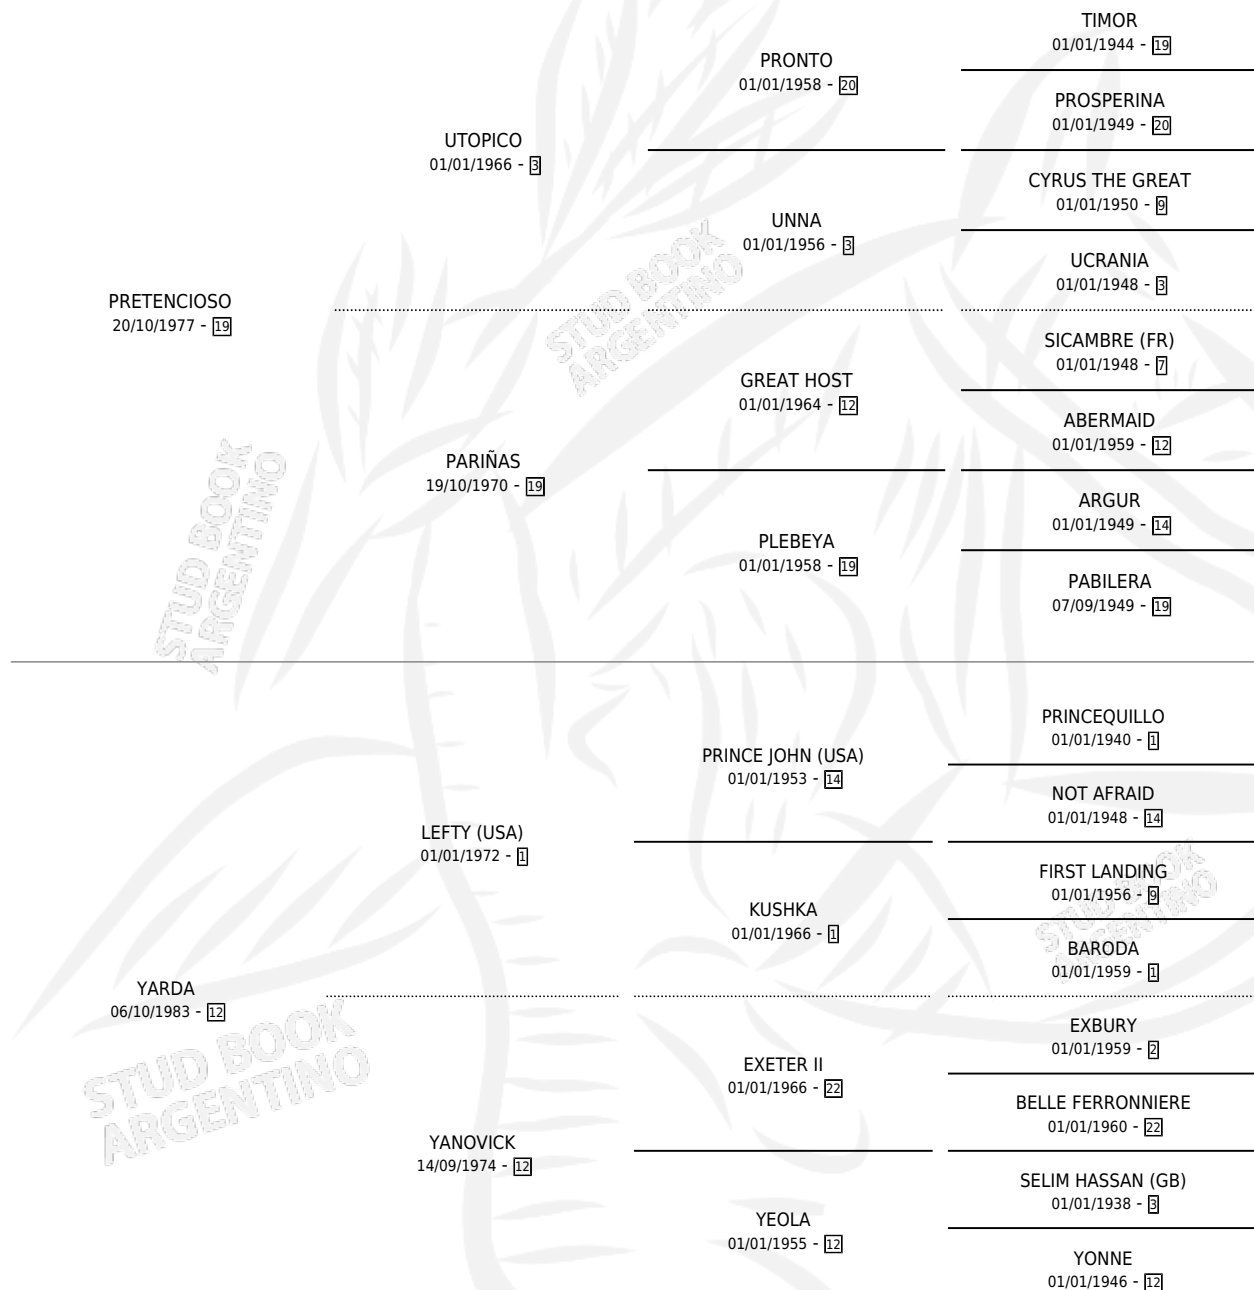 TIMOR
01/01/1944 - 19
PRONTO
01/01/1958 - 20
PROSPERINA
01/01/1949 - 20
UTOPICO
01/01/1966 - 3
CYRUS THE GREAT
01/01/1950 - 9
UNNA
01/01/1956 - 3
UCRANIA
01/01/1948 - 3
PRETENCIOSO
20/10/1977 - 19
STUD BOOK
ARGENTINO
SICAMBRE (FR)
01/01/1948 - 7
GREAT HOST
01/01/1964 - 12
ABERMAID
01/01/1959 - 12
PARIÑAS
19/10/1970 - 19
ARGUR
01/01/1949 - 14
PLEBEYA
01/01/1958 - 19
PABILERA
07/09/1949 - 19
STUD BOOK
ARGENTINO
PRINCEQUILLO
01/01/1940 - 1
PRINCE JOHN (USA)
01/01/1953 - 14
NOT AFRAID
01/01/1948 - 14
LEFTY (USA)
01/01/1972 - 1
FIRST LANDING
01/01/1956 - 9
KUSHKA
01/01/1966 - 1
BARODA
01/01/1959 - 1
STUD BOOK
ARGENTINO
YARDA
06/10/1983 - 12
EXBURY
01/01/1959 - 2
EXETER II
01/01/1966 - 22
BELLE FERRONNIERE
01/01/1960 - 22
STUD BOOK
ARGENTINO
YANOVICK
14/09/1974 - 12
SELIM HASSAN (GB)
01/01/1938 - 3
YEOLA
01/01/1955 - 12
YONNE
01/01/1946 - 12